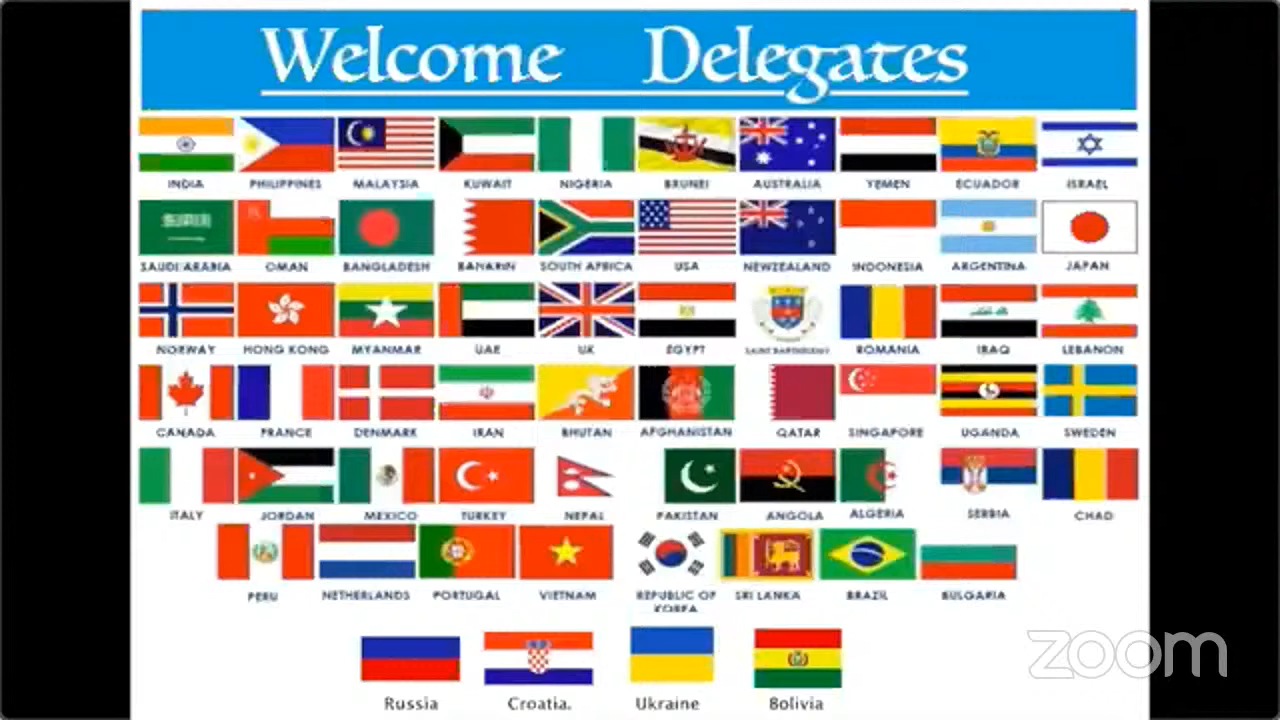 Welcome Delegates
INDIA PHILIPPINES MALAYSIA KUWAIT NIGERIA BRUNEI AUSTRALIA YEMEN ECUADOR ISRAEL
SAUDI ARABIA OMAN BANGLADESH BANARIN SOUTH AFRICA USA NEWZEALAND INDONESIA ARGENTINA JAPAN
NORWAY HONG KONG MYANMAR UAE UK EGYPT SAINT BARTHELEMY ROMANIA IRAQ LEBANON
CANADA FRANCE DENMARK IRAN BHUTAN AFGHANISTAN QATAR SINGAPORE UGANDA SWEDEN
ITALY JORDAN MEXICO TURKEY NEPAL PAKISTAN ANGOLA ALGERIA SERBIA CHAD
PERU NETHERLANDS PORTUGAL VIETNAM REPUBLIC OF KOREA SRI LANKA BRAZIL BULGARIA
Russia Croatia. Ukraine Bolivia
zoom